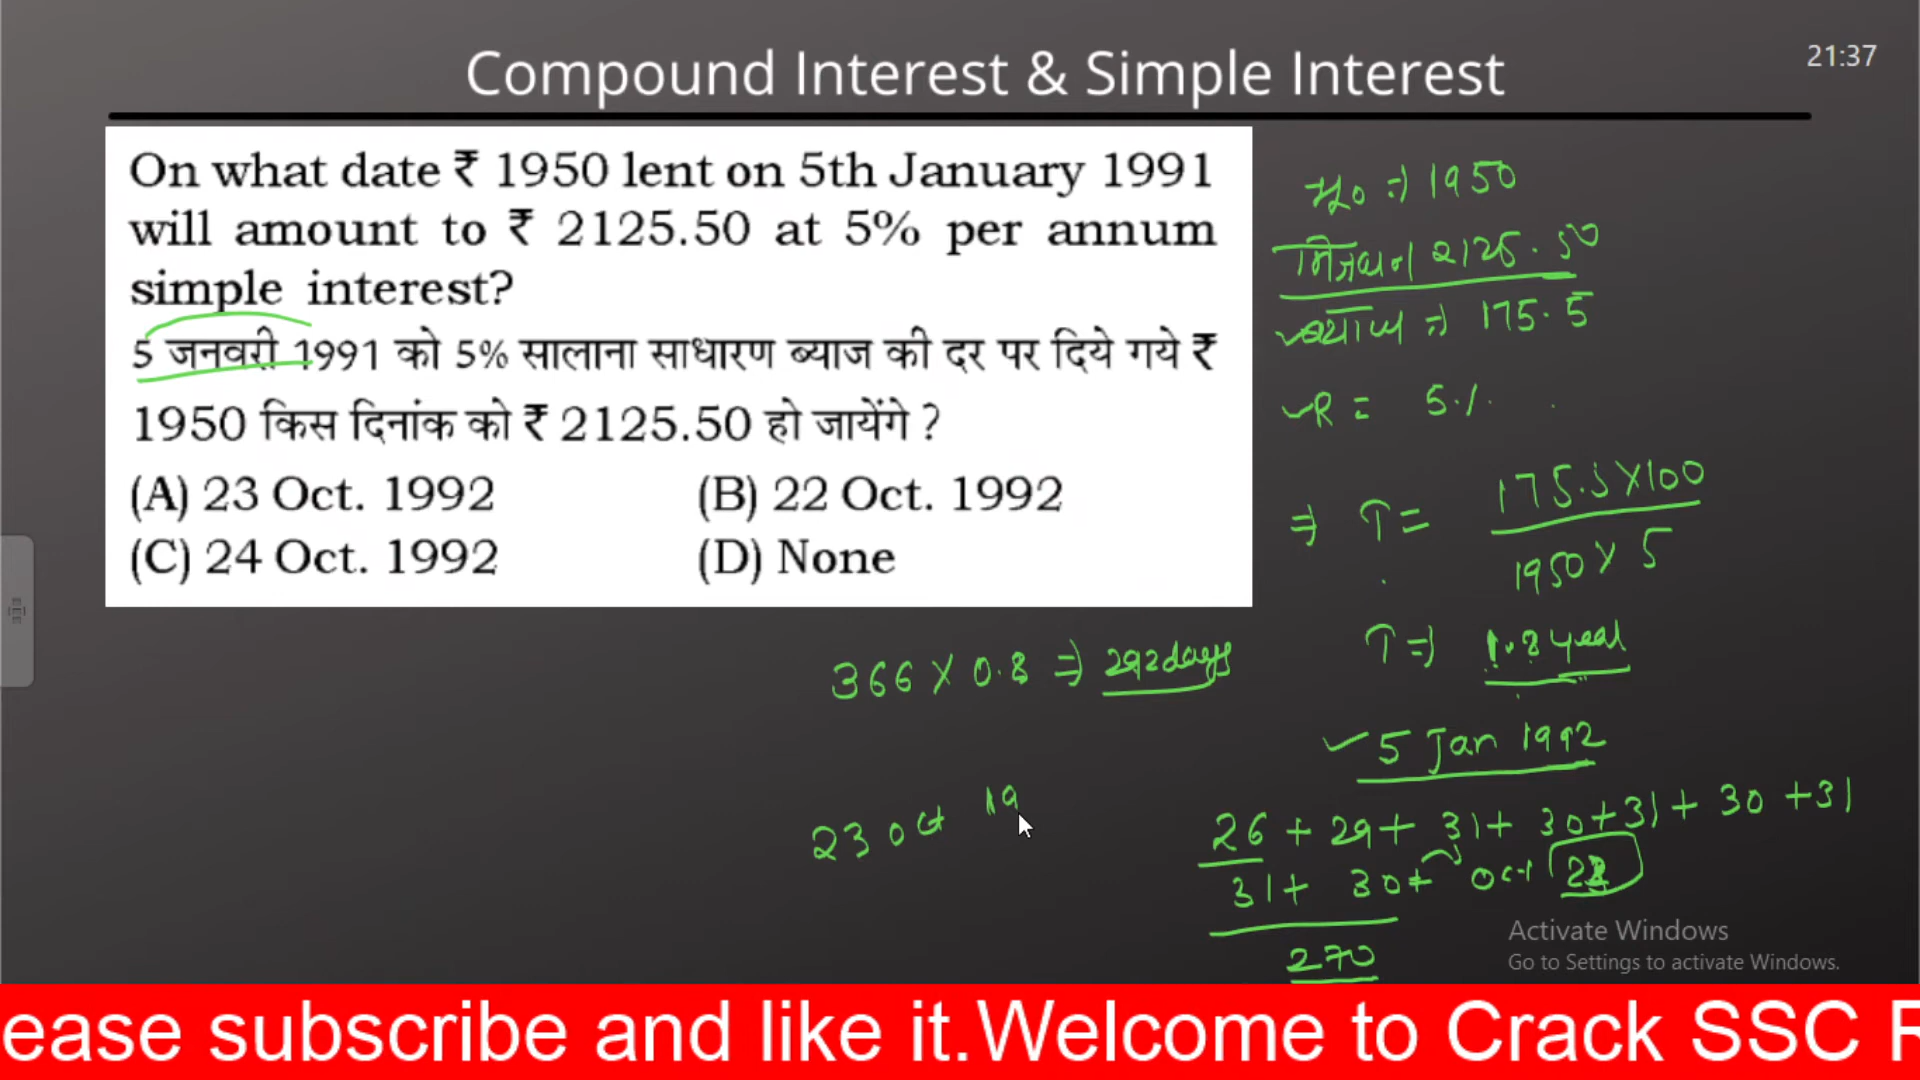 Compound Interest & Simple Interest
21:37
On what date ₹ 1950 lent on 5th January 1991
will amount to ₹ 2125.50 at 5% per annum
simple interest?
5 जनवरी 1991 को 5% सालाना साधारण ब्याज की दर पर दिये गये ₹
1950 किस दिनांक को ₹ 2125.50 हो जायेंगे ?
(A) 23 Oct. 1992 (B) 22 Oct. 1992
(C) 24 Oct. 1992 (D) None
मू० => 1950
मिश्रधन 2125.50
ब्याज => 175.5
R = 5%
=> T = 175.5 X 100
1950 X 5
T => 1.8 year
366 X 0.8 => 292 days
5 Jan 1992
26 + 29 + 31 + 30 + 31 + 30 + 31
31 + 30 + Oct
270
23 Oct 19
Activate Windows
Go to Settings to activate Windows.
ease subscribe and like it.Welcome to Crack SSC R